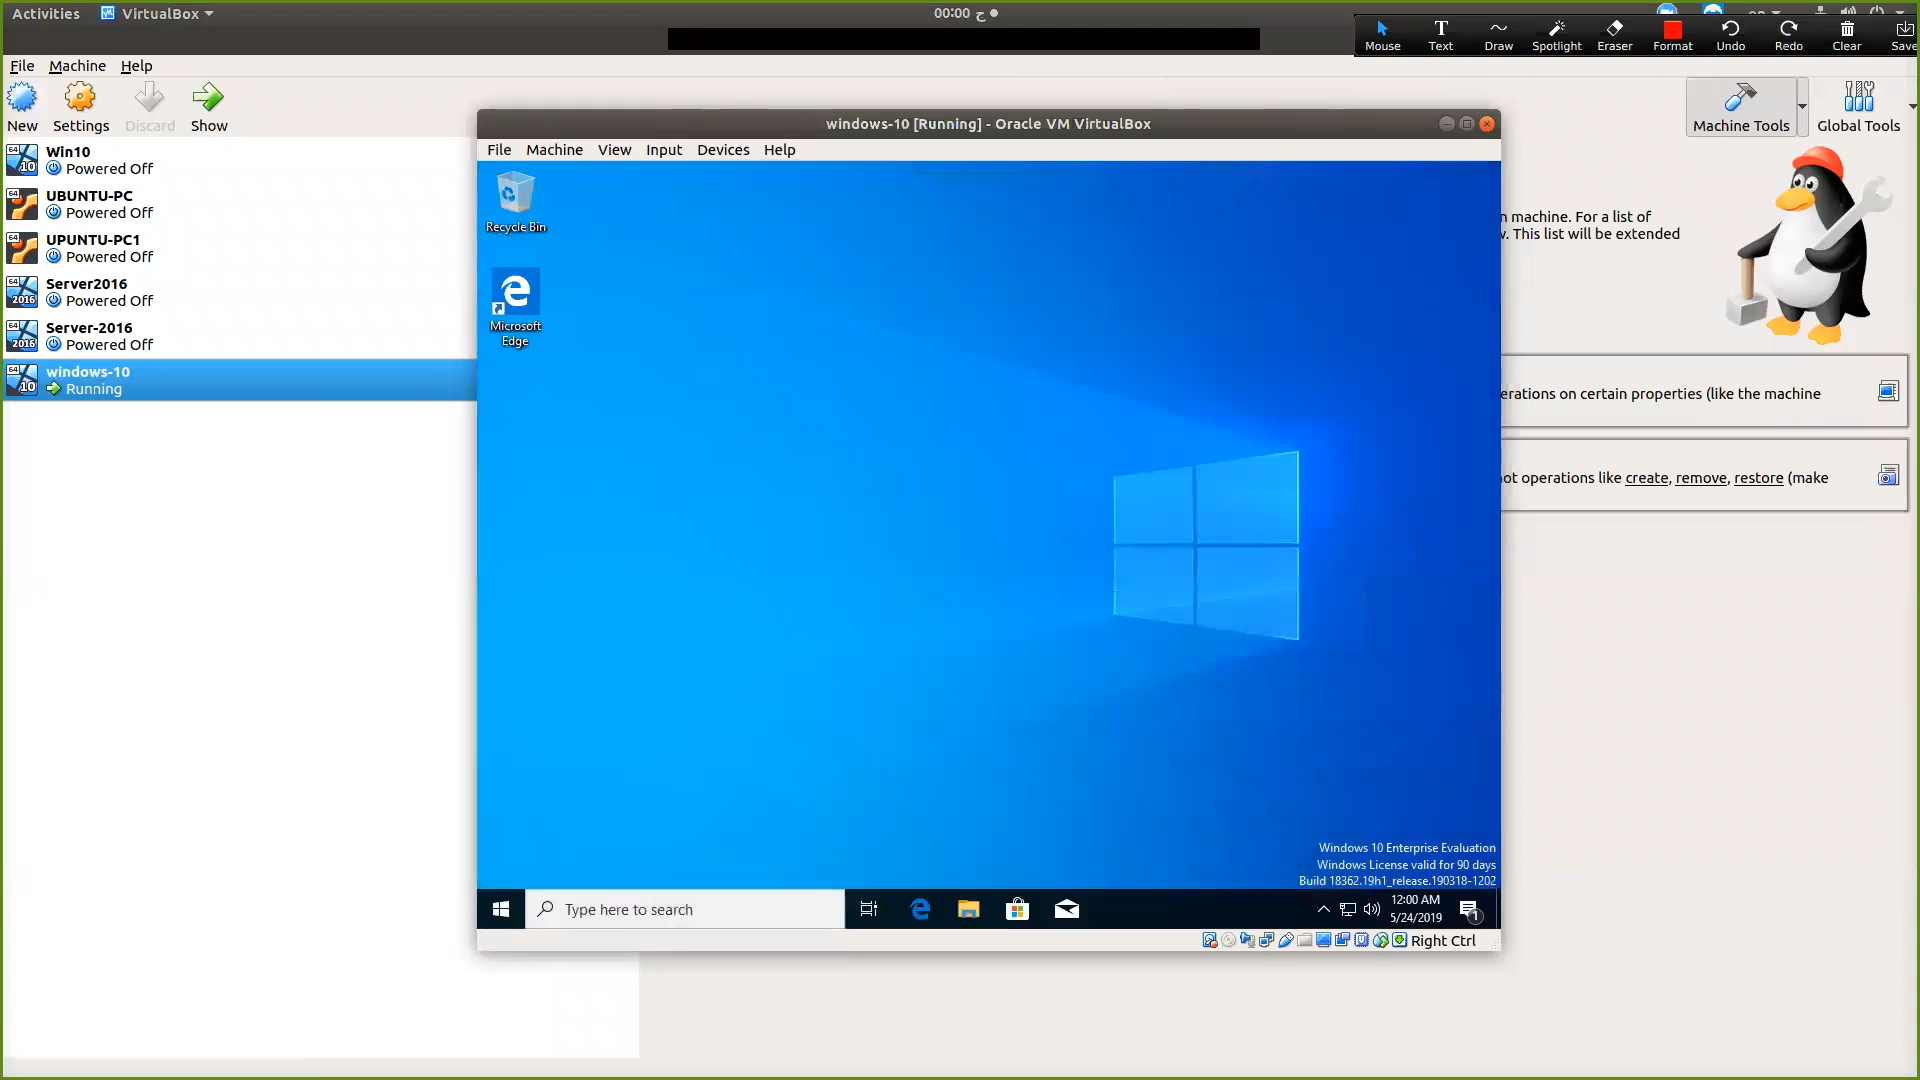 Activities VirtualBox
00:00 ج
Mouse Text Draw Spotlight Eraser Format Undo Redo Clear Save
File Machine Help
New Settings Discard Show
Machine Tools Global Tools
Win10
Powered Off
UBUNTU-PC
Powered Off
UPUNTU-PC1
Powered Off
Server2016
Powered Off
Server-2016
Powered Off
windows-10
Running
windows-10 [Running] - Oracle VM VirtualBox
File Machine View Input Devices Help
Recycle Bin
Microsoft
Edge
n machine. For a list of
. This list will be extended
erations on certain properties (like the machine
ot operations like create, remove, restore (make
Windows 10 Enterprise Evaluation
Windows License valid for 90 days
Build 18362.19h1_release.190318-1202
Type here to search
12:00 AM
5/24/2019
1
Right Ctrl